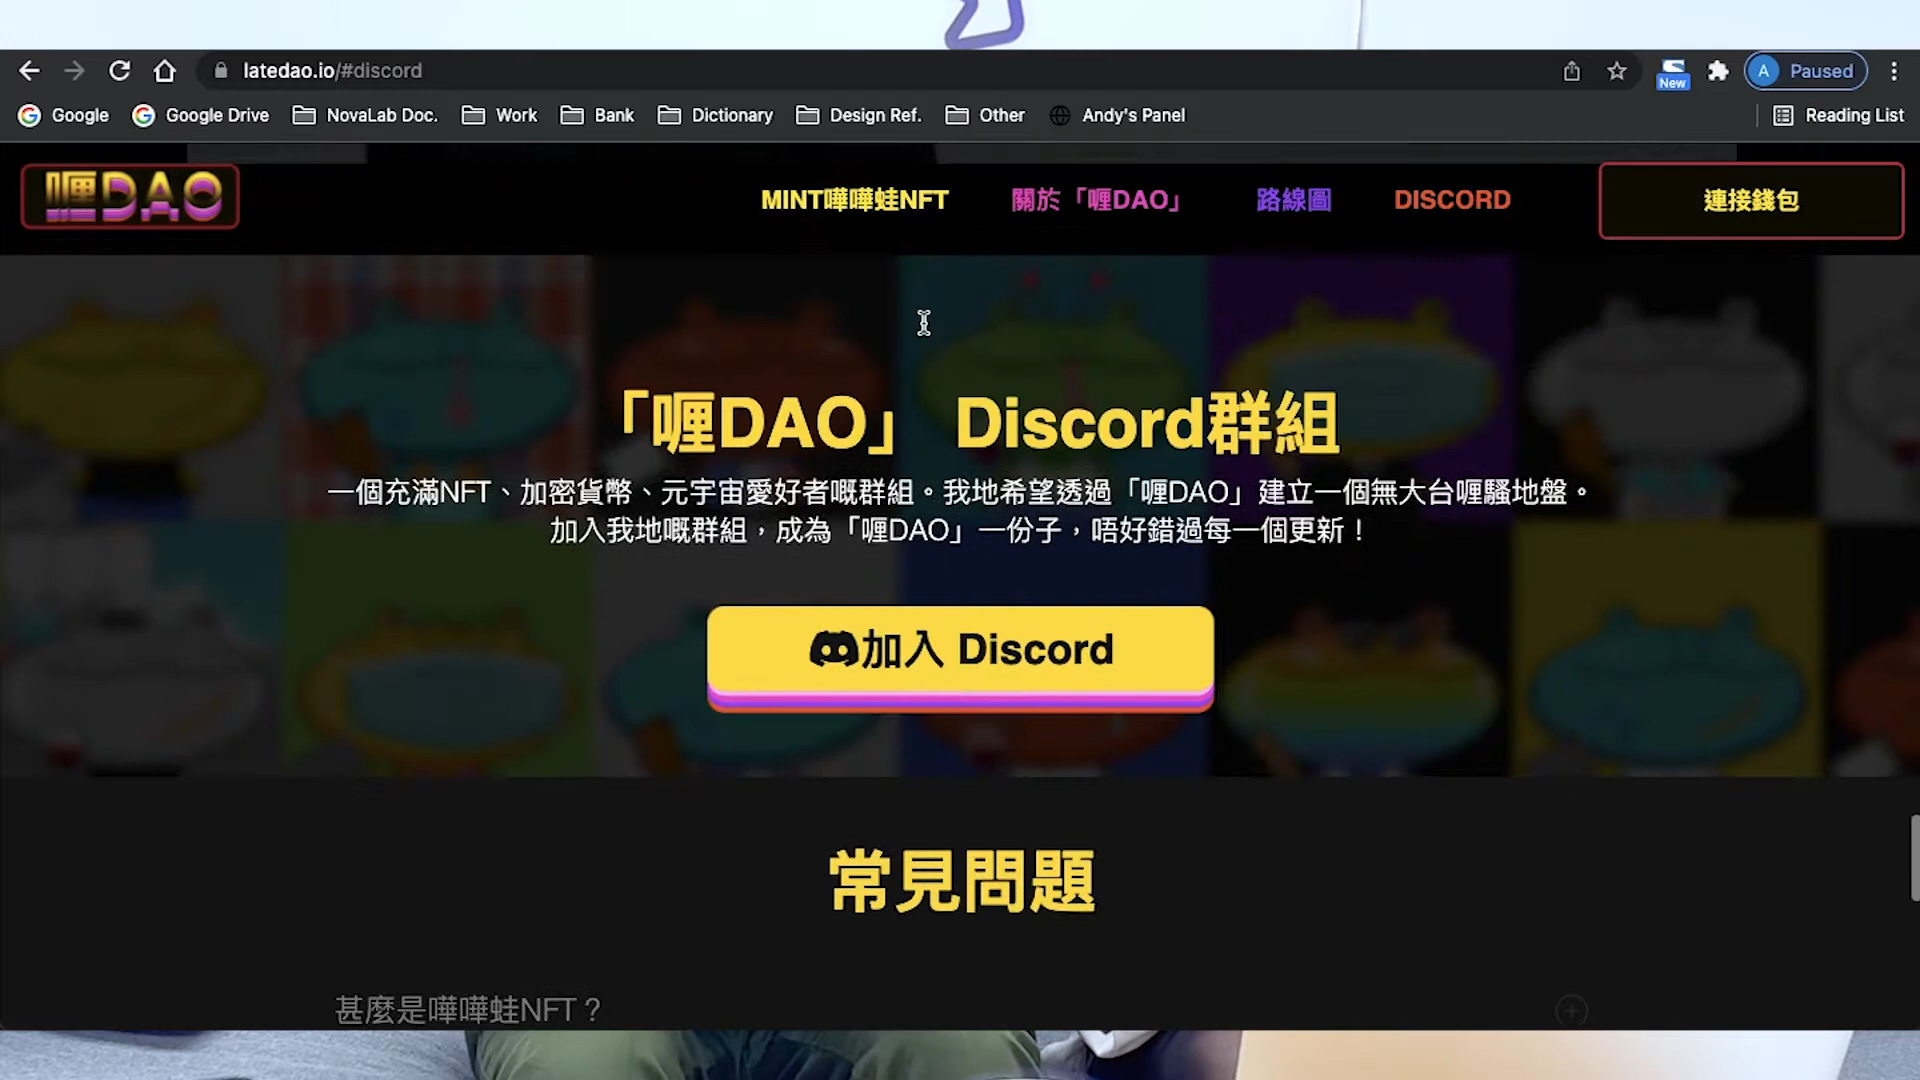 latedao.io/#discord
New
A
Paused
Google
Google Drive
NovaLab Doc.
Work
Bank
Dictionary
Design Ref.
Other
Andy's Panel
Reading List
喱DAO
MINT嘩嘩蛙NFT
關於「喱DAO」
路線圖
DISCORD
連接錢包
「喱DAO」 Discord群組
一個充滿NFT、加密貨幣、元宇宙愛好者嘅群組。我地希望透過「喱DAO」建立一個無大台喱騷地盤。
加入我地嘅群組，成為「喱DAO」一份子，唔好錯過每一個更新！
加入 Discord
常見問題
甚麼是嘩嘩蛙NFT？